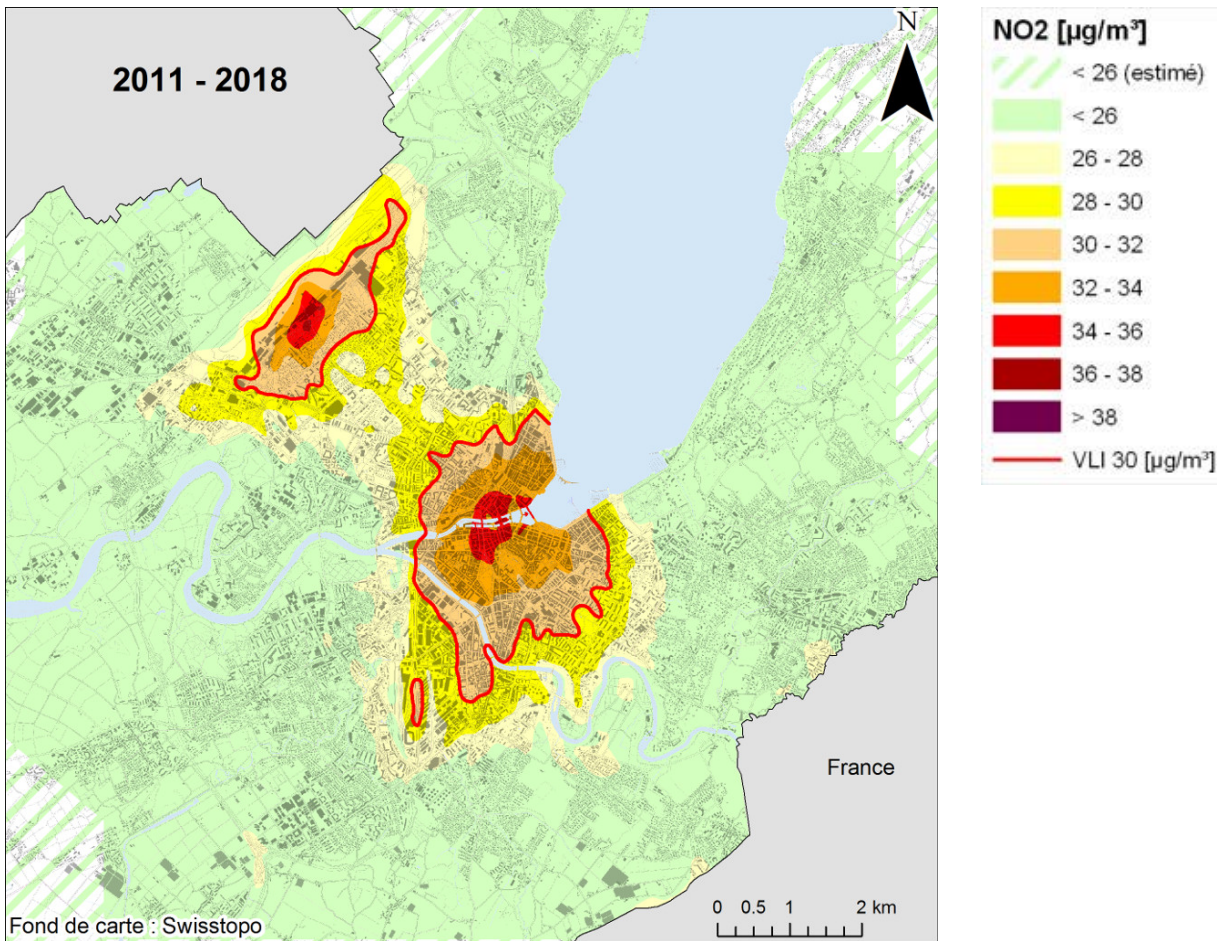 2011 - 2018
N
France
0 0.5 1 2 km
Fond de carte : Swisstopo
NO2 [µg/m³]
< 26 (estimé)
< 26
26 - 28
28 - 30
30 - 32
32 - 34
34 - 36
36 - 38
> 38
VLI 30 [µg/m³]